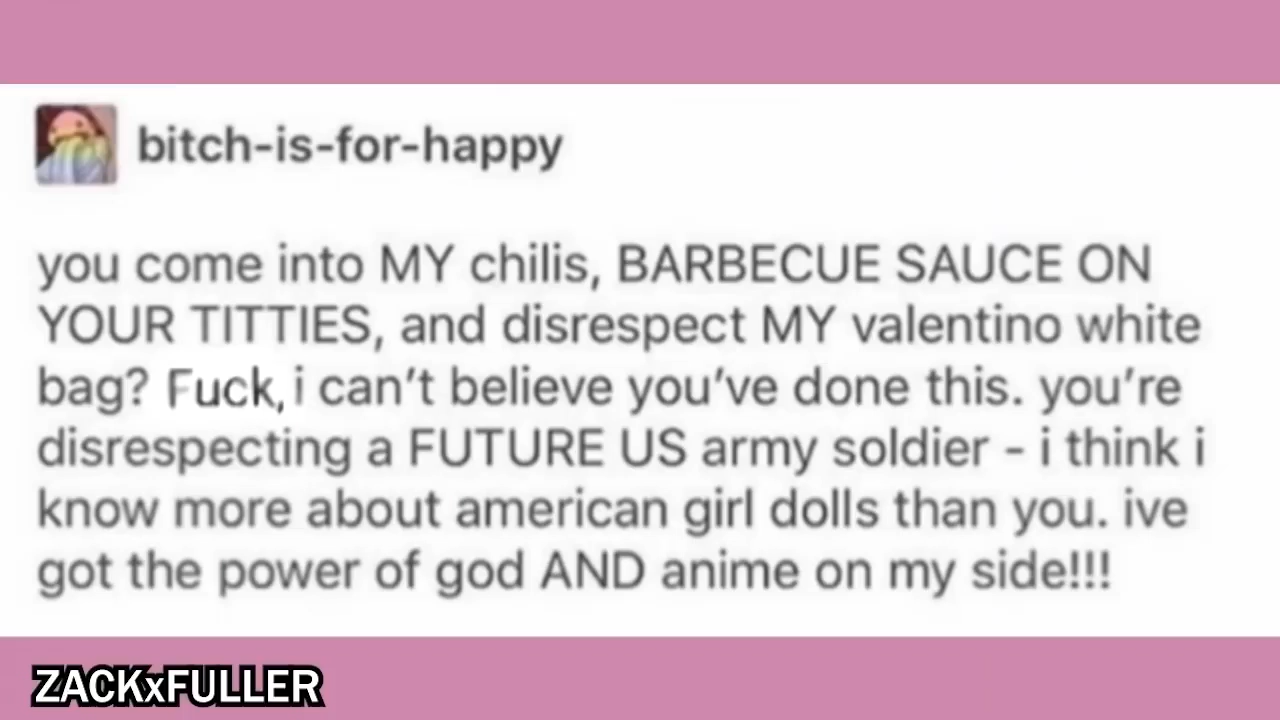 bitch-is-for-happy
you come into MY chilis, BARBECUE SAUCE ON
YOUR TITTIES, and disrespect MY valentino white
bag? Fuck, i can't believe you've done this. you're
disrespecting a FUTURE US army soldier - i think i
know more about american girl dolls than you. ive
got the power of god AND anime on my side!!!
ZACKxFULLER